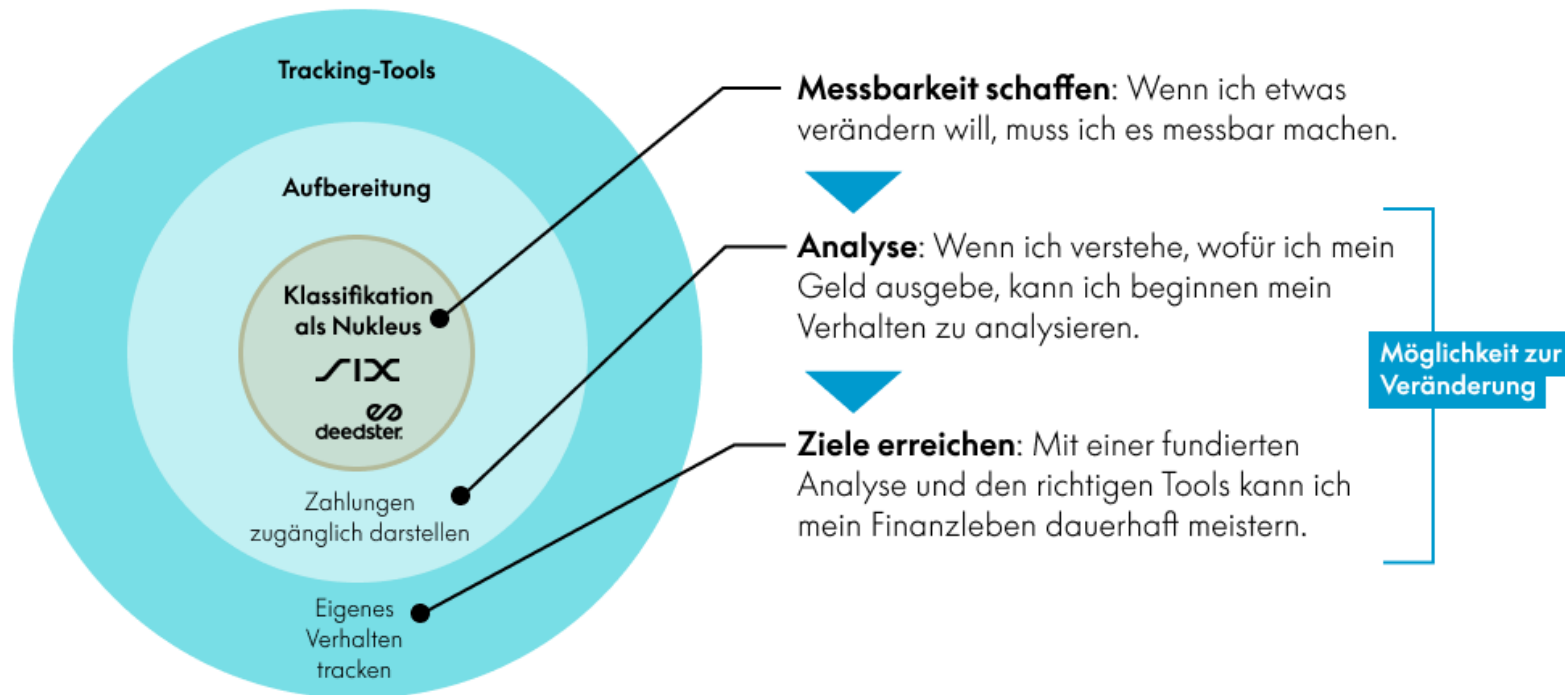 Tracking-Tools
Aufbereitung
Klassifikation
als Nukleus
SIX
deedster.
Zahlungen
zugänglich darstellen
Eigenes
Verhalten
tracken
Messbarkeit schaffen: Wenn ich etwas
verändern will, muss ich es messbar machen.
Analyse: Wenn ich verstehe, wofür ich mein
Geld ausgebe, kann ich beginnen mein
Verhalten zu analysieren.
Ziele erreichen: Mit einer fundierten
Analyse und den richtigen Tools kann ich
mein Finanzleben dauerhaft meistern.
Möglichkeit zur
Veränderung